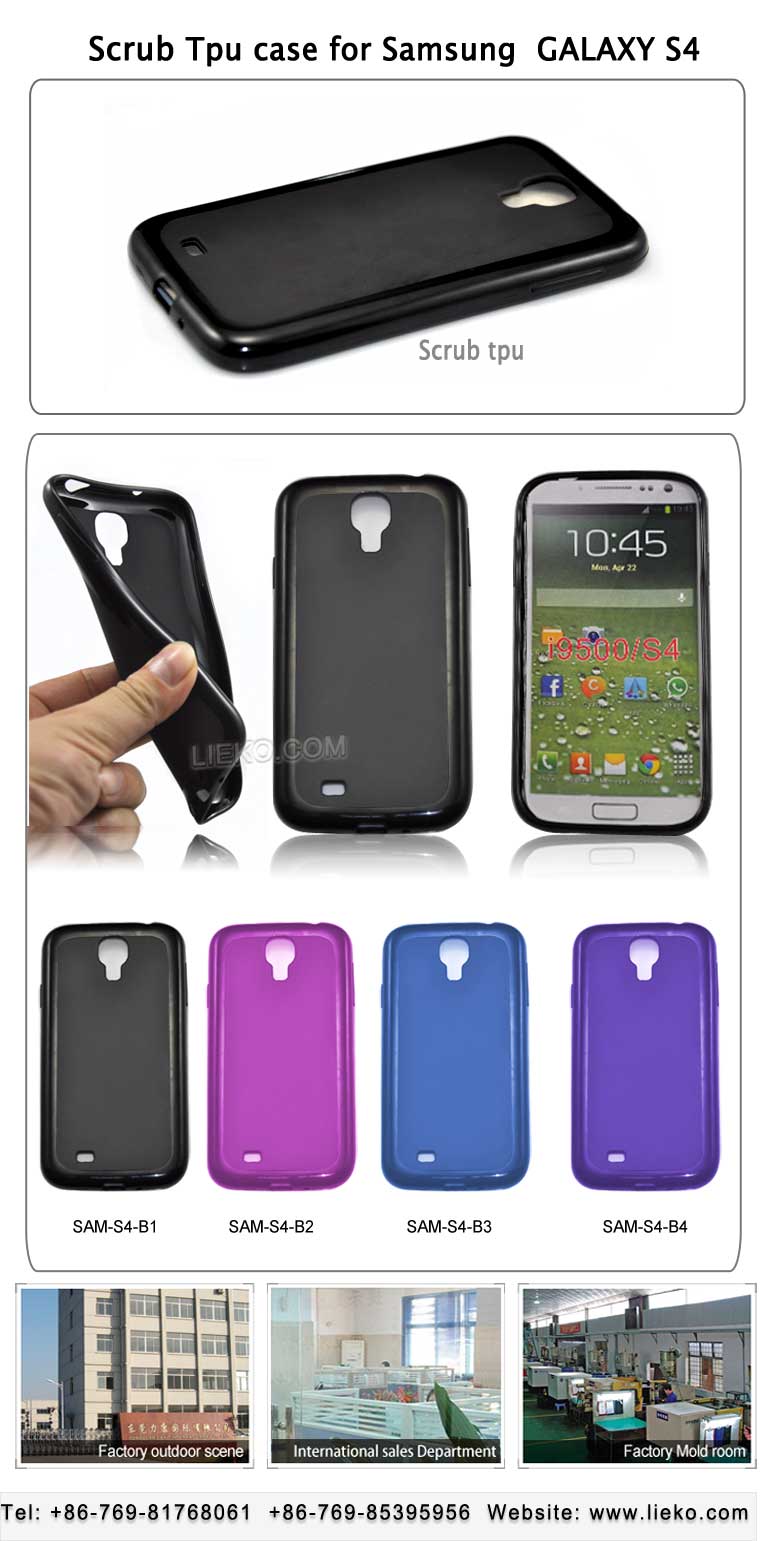 Scrub Tpu case for Samsung GALAXY S4
Scrub tpu
LIEKO.COM
10:45
10:45
Mon, Apr 22
i9500/S4
SAM-S4-B1
SAM-S4-B2
SAM-S4-B3
SAM-S4-B4
Factory outdoor scene
International sales Department
Factory Mold room
Tel: +86-769-81768061 +86-769-85395956 Website: www.lieko.com